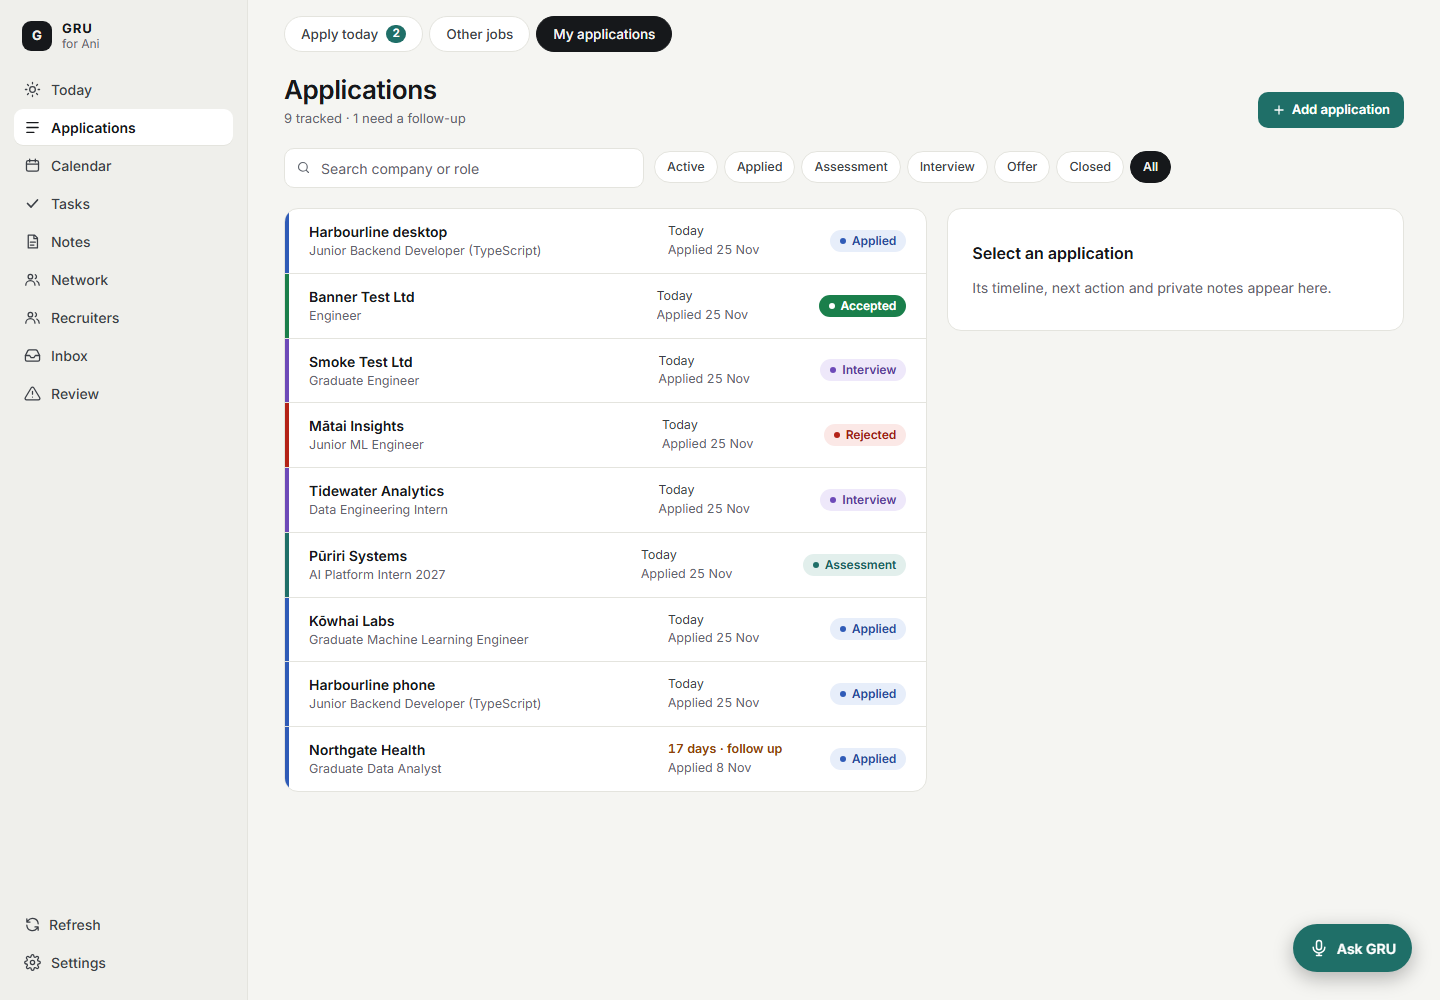 G
GRU
for Ani
Today
Applications
Calendar
Tasks
Notes
Network
Recruiters
Inbox
Review
Refresh
Settings
Apply today 2
Other jobs
My applications
Applications
9 tracked · 1 need a follow-up
+ Add application
Search company or role
Active
Applied
Assessment
Interview
Offer
Closed
All
Harbourline desktop
Junior Backend Developer (TypeScript)
Today
Applied 25 Nov
Applied
Banner Test Ltd
Engineer
Today
Applied 25 Nov
Accepted
Smoke Test Ltd
Graduate Engineer
Today
Applied 25 Nov
Interview
Mātai Insights
Junior ML Engineer
Today
Applied 25 Nov
Rejected
Tidewater Analytics
Data Engineering Intern
Today
Applied 25 Nov
Interview
Pūriri Systems
AI Platform Intern 2027
Today
Applied 25 Nov
Assessment
Kōwhai Labs
Graduate Machine Learning Engineer
Today
Applied 25 Nov
Applied
Harbourline phone
Junior Backend Developer (TypeScript)
Today
Applied 25 Nov
Applied
Northgate Health
Graduate Data Analyst
17 days · follow up
Applied 8 Nov
Applied
Select an application
Its timeline, next action and private notes appear here.
Ask GRU